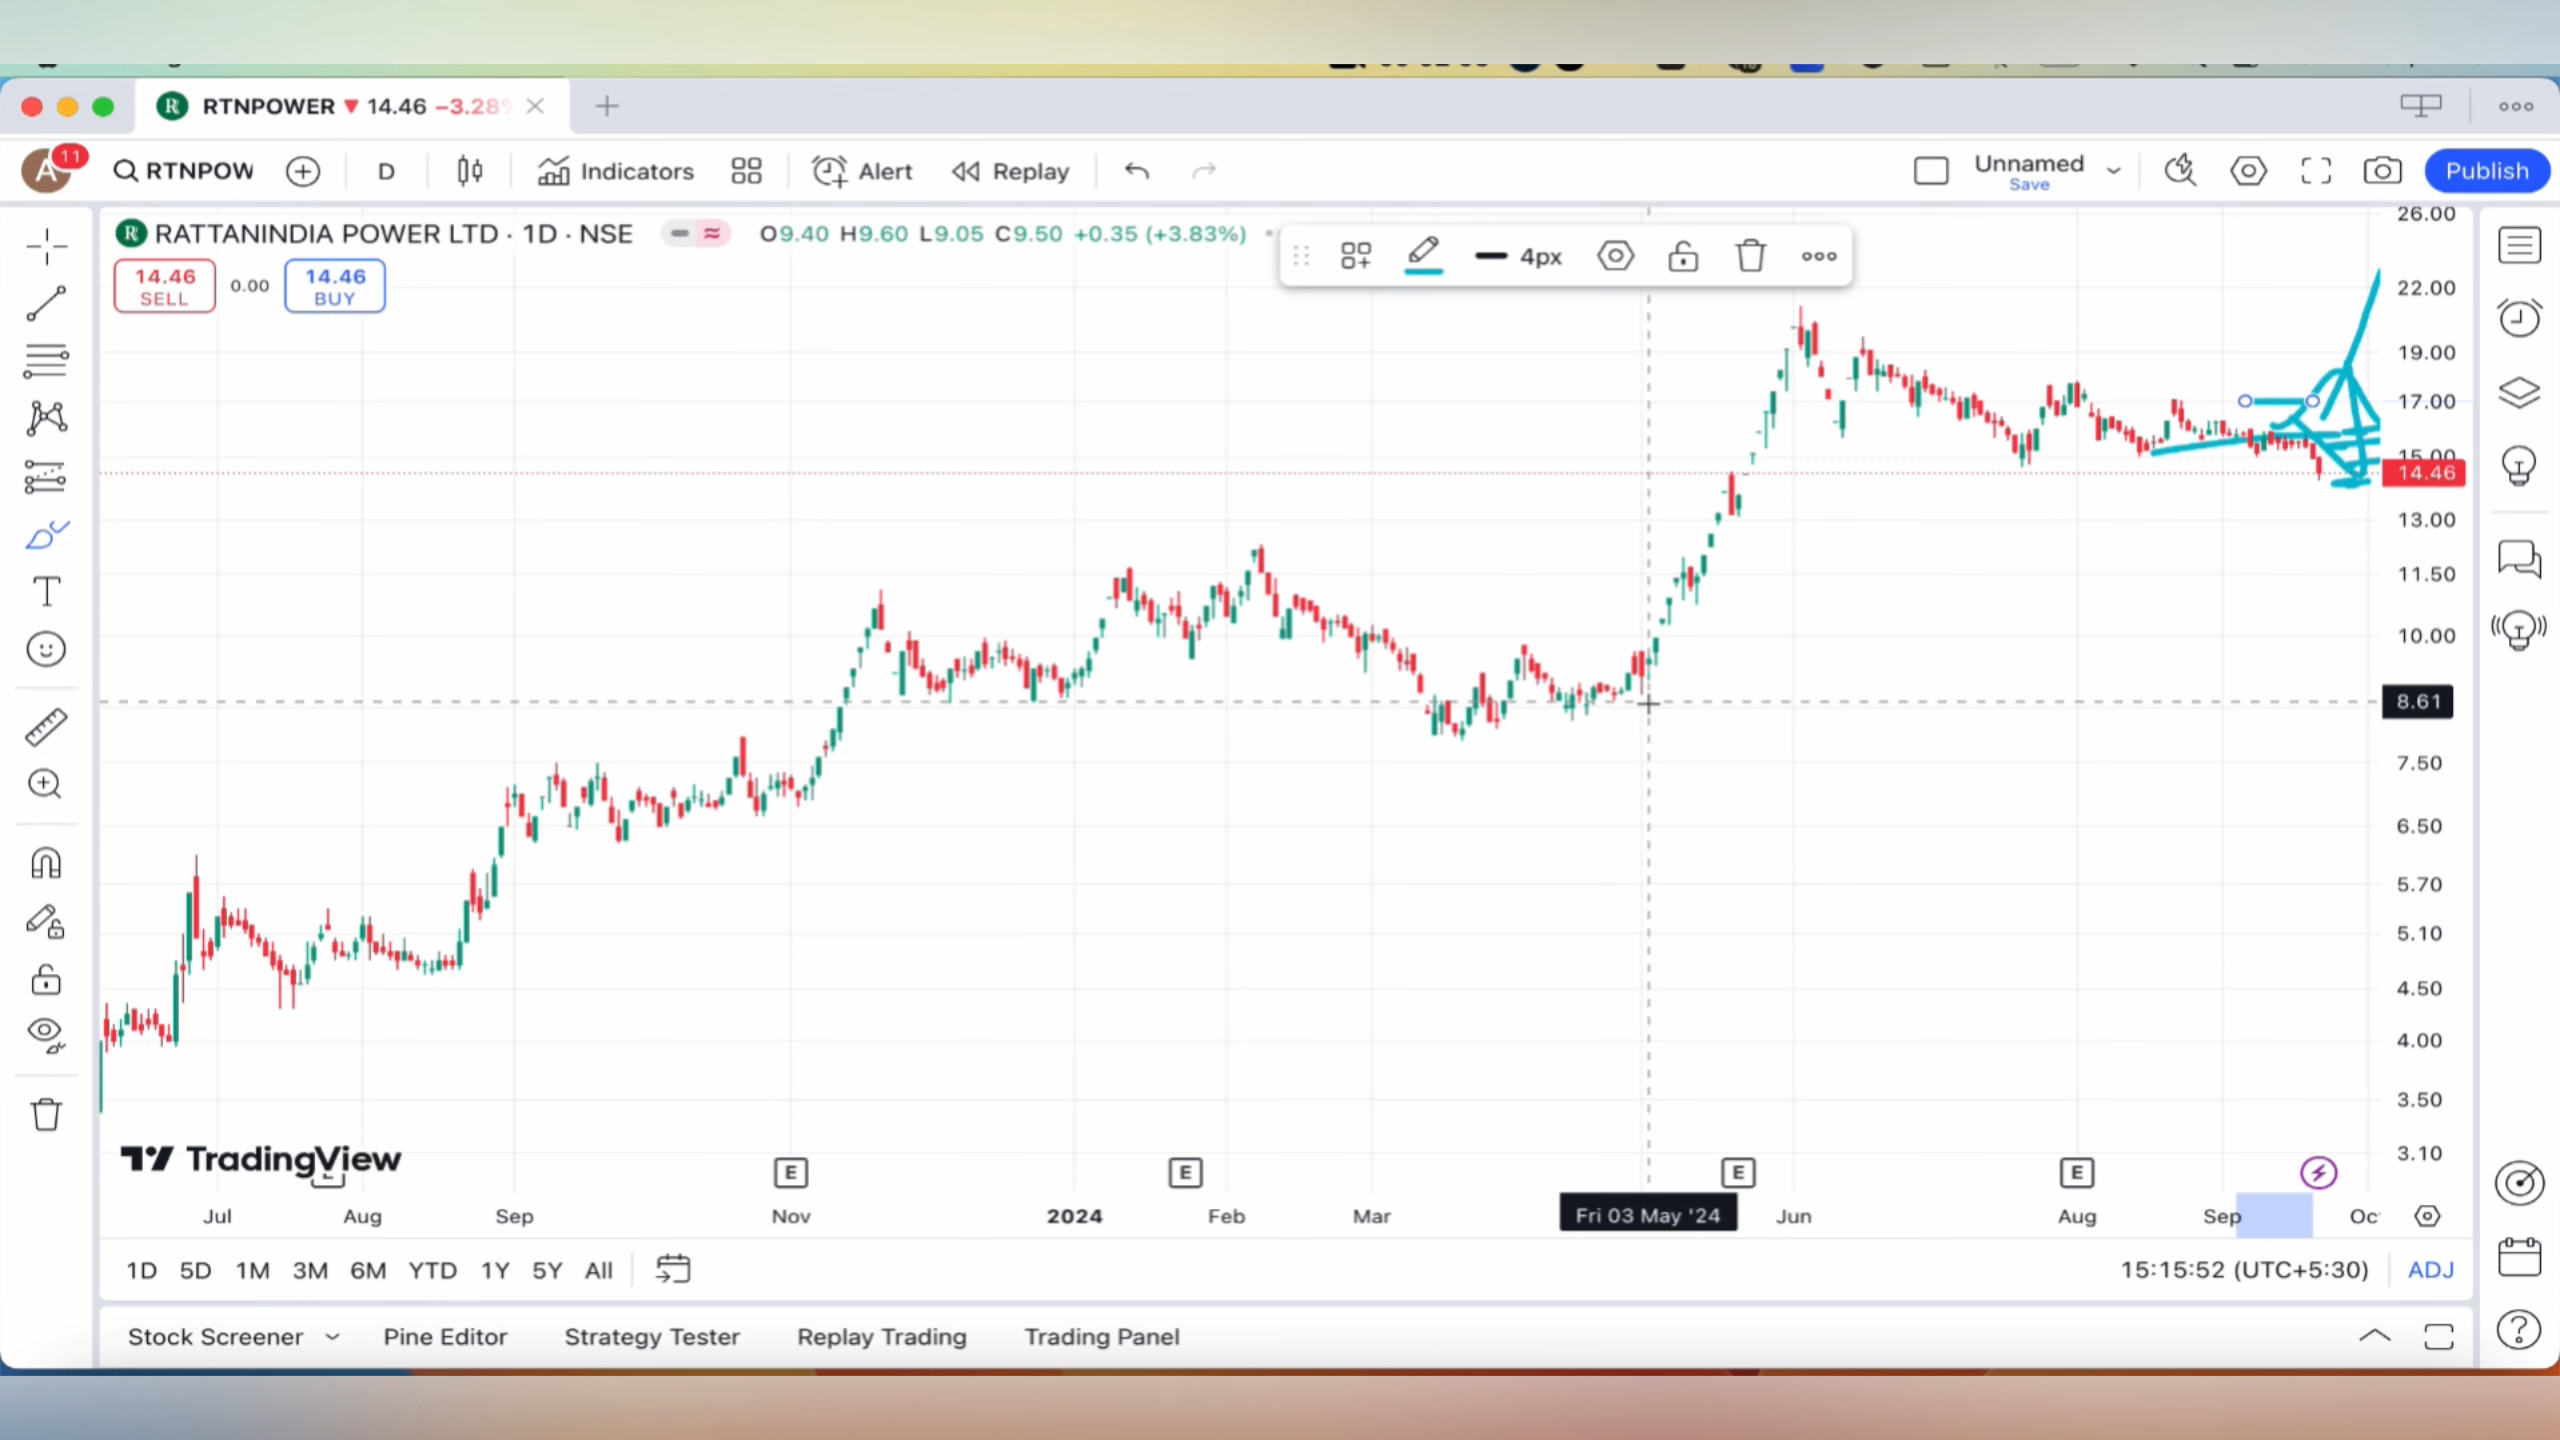 RTNPOWER ▼ 14.46 −3.28%
A 11 RTNPOW D Indicators Alert Replay Unnamed Save Publish
RATTANINDIA POWER LTD · 1D · NSE O9.40 H9.60 L9.05 C9.50 +0.35 (+3.83%)
4px
14.46 SELL 0.00 14.46 BUY
26.00
22.00
19.00
17.00
15.00
14.46
13.00
11.50
10.00
8.61
7.50
6.50
5.70
5.10
4.50
4.00
3.50
3.10
TradingView
E E E E
Jul Aug Sep Nov 2024 Feb Mar Fri 03 May '24 Jun Aug Sep Oc
1D 5D 1M 3M 6M YTD 1Y 5Y All 15:15:52 (UTC+5:30) ADJ
Stock Screener Pine Editor Strategy Tester Replay Trading Trading Panel